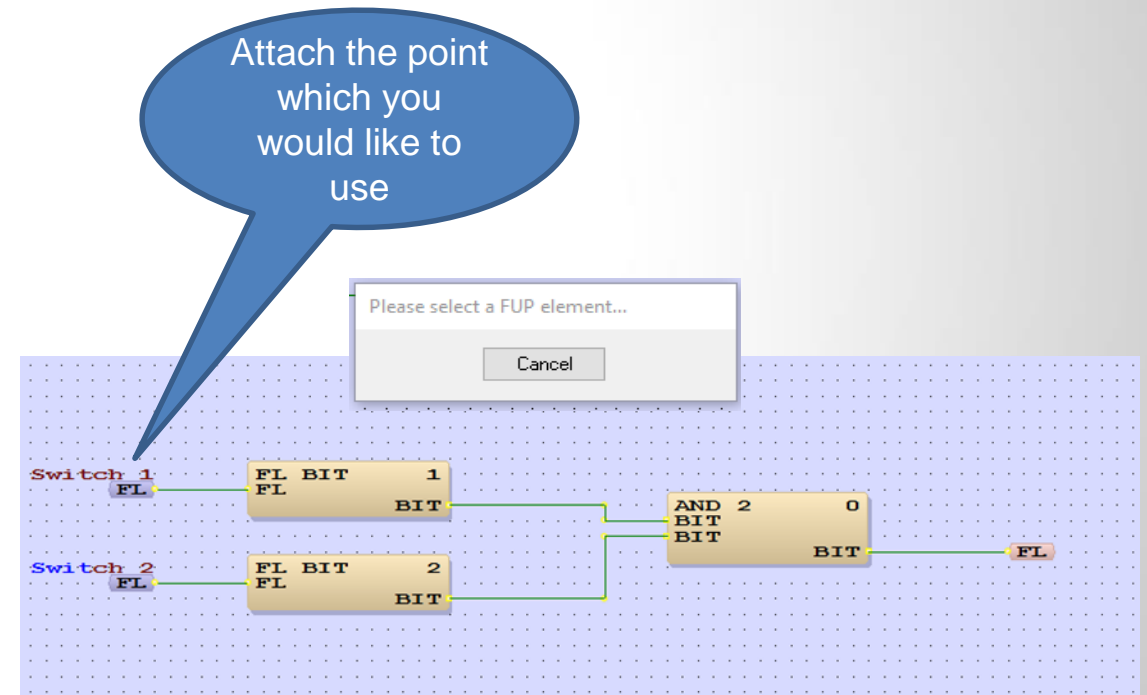 Attach the point
which you
would like to
use
Please select a FUP element...
Cancel
Switch 1
FL
FL BIT 1
FL
BIT
AND 2 0
BIT
BIT
BIT
FL
Switch 2
FL
FL BIT 2
FL
BIT